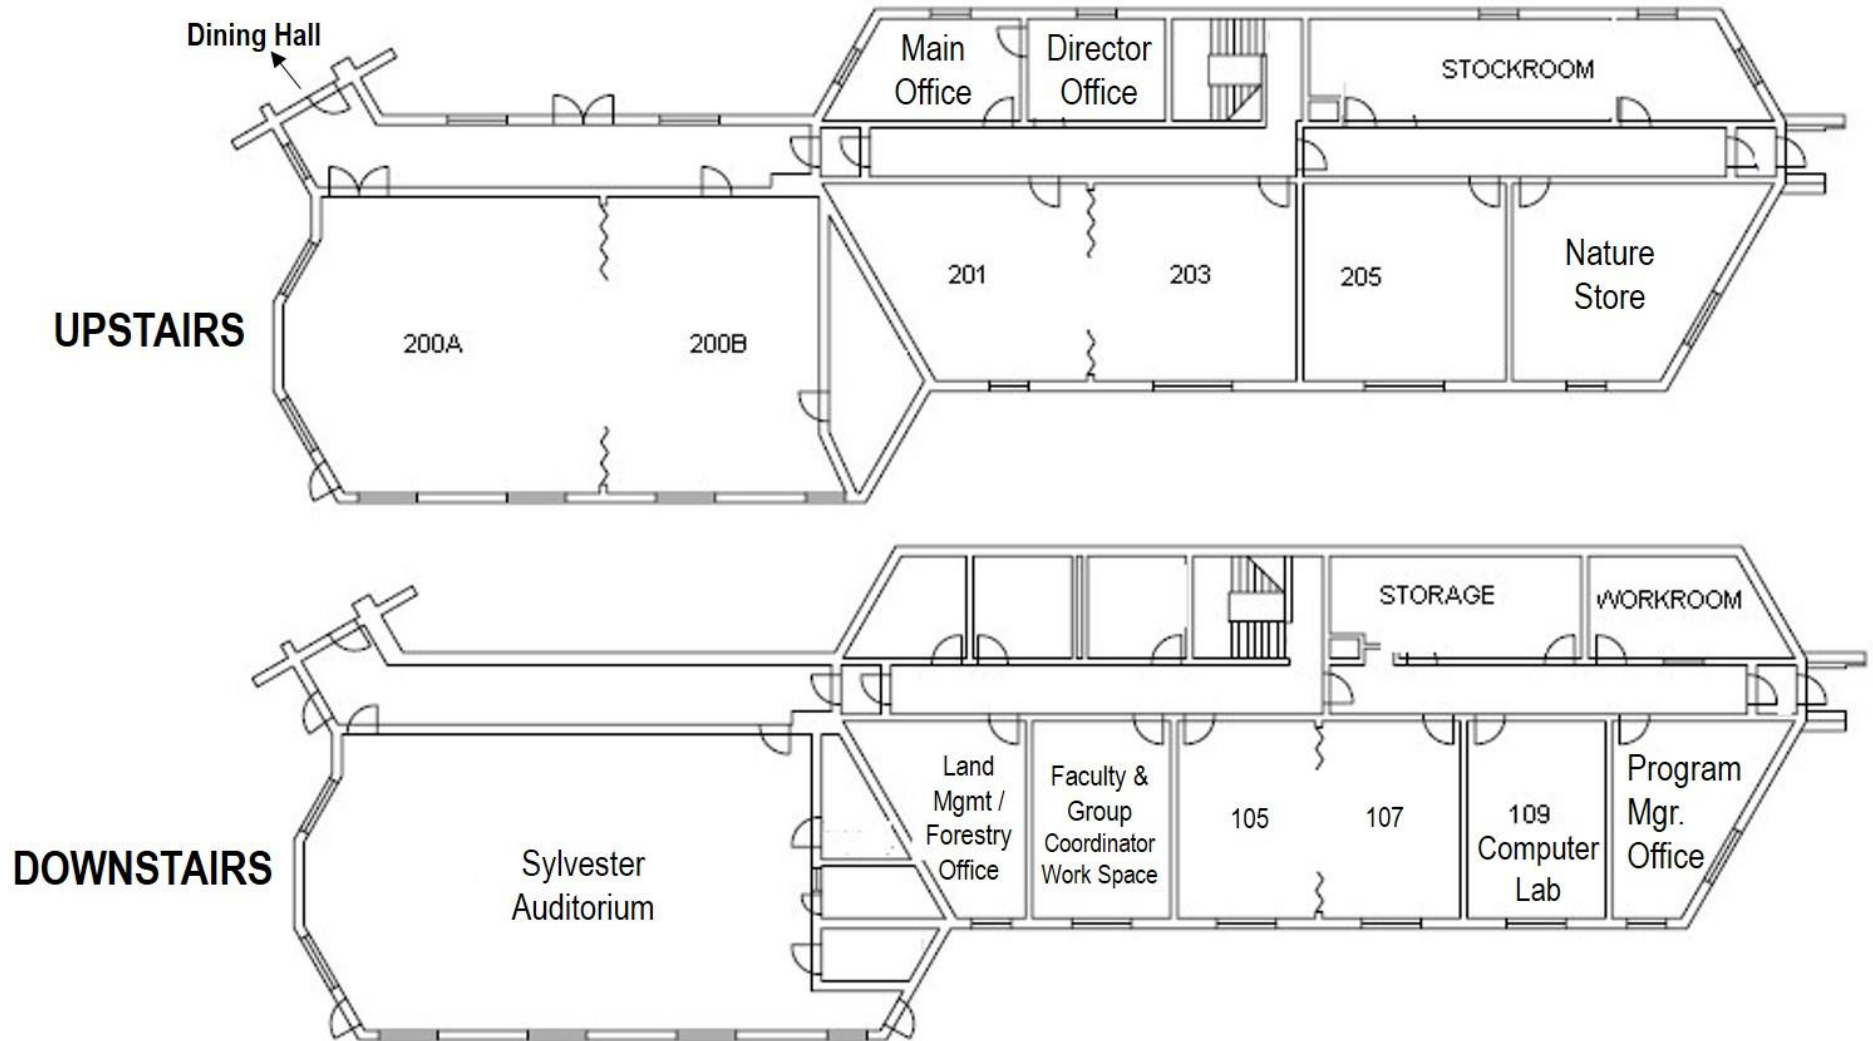 Dining Hall
Main
Office
Director
Office
STOCKROOM
UPSTAIRS
200A
200B
201
203
205
Nature
Store
DOWNSTAIRS
STORAGE
WORKROOM
Sylvester
Auditorium
Land
Mgmt /
Forestry
Office
Faculty &
Group
Coordinator
Work Space
105
107
109
Computer
Lab
Program
Mgr.
Office